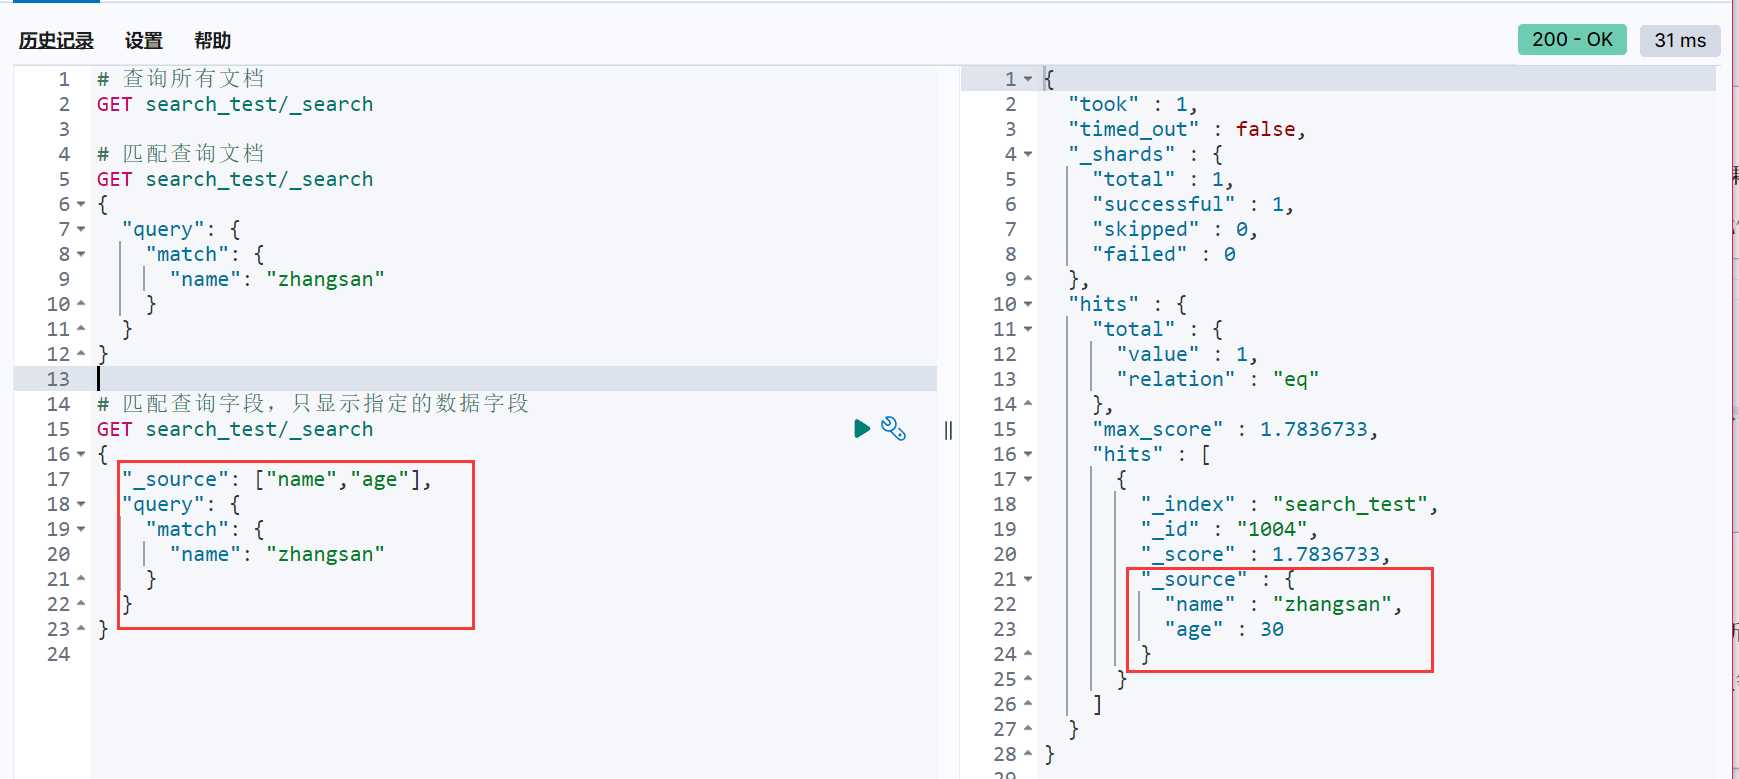 历史记录 设置 帮助
200 - OK 31 ms
1 # 查询所有文档
2 GET search_test/_search
3
4 # 匹配查询文档
5 GET search_test/_search
6 {
7 "query": {
8 "match": {
9 "name": "zhangsan"
10 }
11 }
12 }
13
14 # 匹配查询字段，只显示指定的数据字段
15 GET search_test/_search
16 {
17 "_source": ["name","age"],
18 "query": {
19 "match": {
20 "name": "zhangsan"
21 }
22 }
23 }
24
1 {
2 "took" : 1,
3 "timed_out" : false,
4 "_shards" : {
5 "total" : 1,
6 "successful" : 1,
7 "skipped" : 0,
8 "failed" : 0
9 },
10 "hits" : {
11 "total" : {
12 "value" : 1,
13 "relation" : "eq"
14 },
15 "max_score" : 1.7836733,
16 "hits" : [
17 {
18 "_index" : "search_test",
19 "_id" : "1004",
20 "_score" : 1.7836733,
21 "_source" : {
22 "name" : "zhangsan",
23 "age" : 30
24 }
25 }
26 ]
27 }
28 }
29